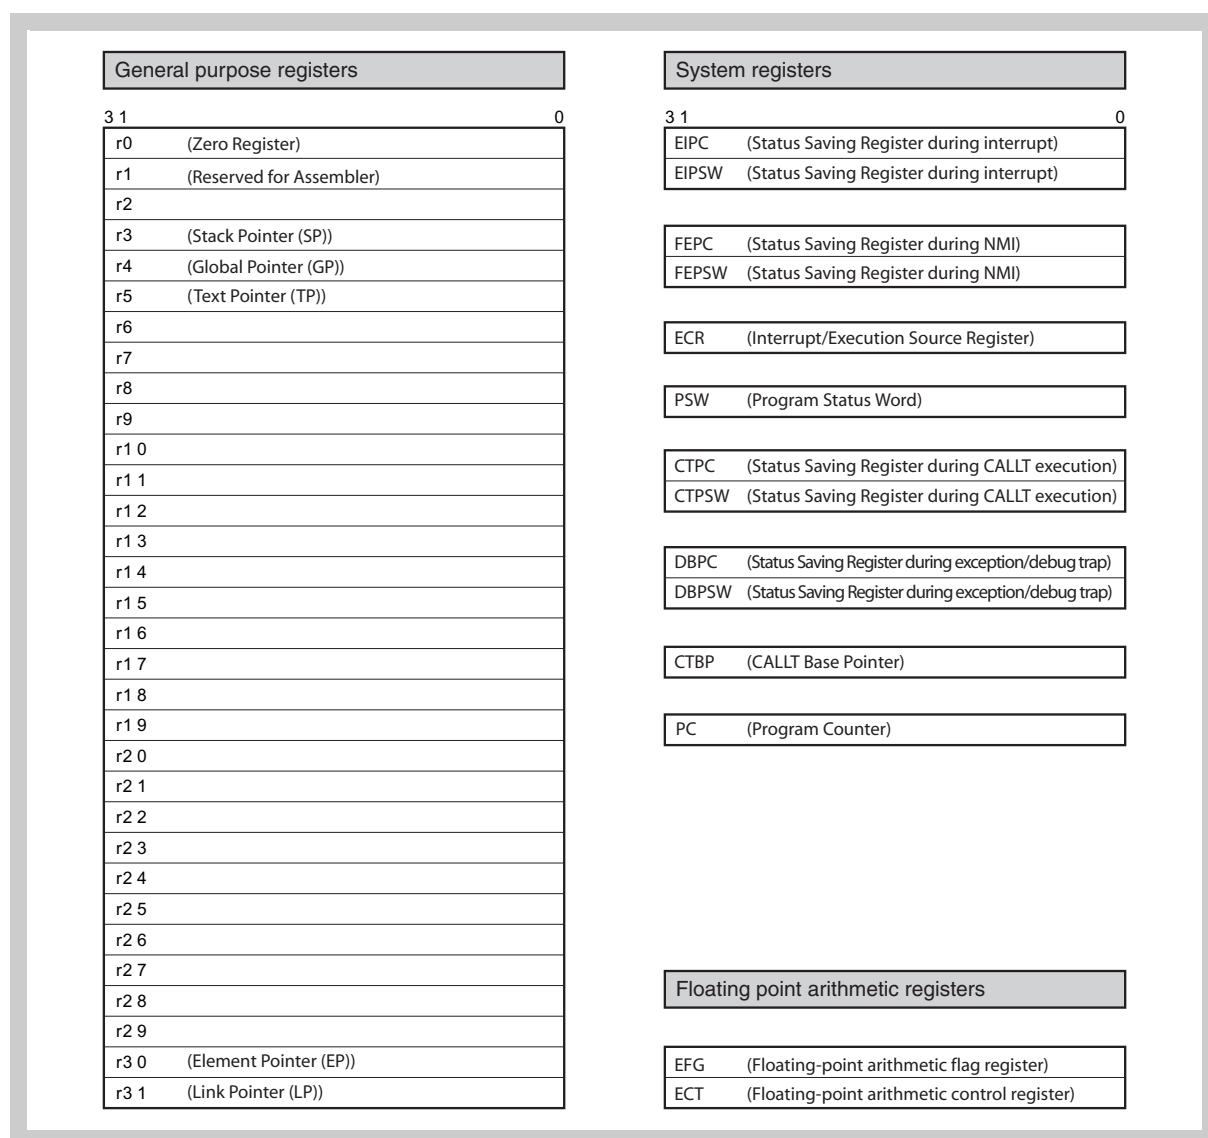 General purpose registers
31 0
r0 (Zero Register)
r1 (Reserved for Assembler)
r2
r3 (Stack Pointer (SP))
r4 (Global Pointer (GP))
r5 (Text Pointer (TP))
r6
r7
r8
r9
r10
r11
r12
r13
r14
r15
r16
r17
r18
r19
r20
r21
r22
r23
r24
r25
r26
r27
r28
r29
r30 (Element Pointer (EP))
r31 (Link Pointer (LP))
System registers
31 0
EIPC (Status Saving Register during interrupt)
EIPSW (Status Saving Register during interrupt)
FEPC (Status Saving Register during NMI)
FEPSW (Status Saving Register during NMI)
ECR (Interrupt/Execution Source Register)
PSW (Program Status Word)
CTPC (Status Saving Register during CALLT execution)
CTPSW (Status Saving Register during CALLT execution)
DBPC (Status Saving Register during exception/debug trap)
DBPSW (Status Saving Register during exception/debug trap)
CTBP (CALLT Base Pointer)
PC (Program Counter)
Floating point arithmetic registers
EFG (Floating-point arithmetic flag register)
ECT (Floating-point arithmetic control register)